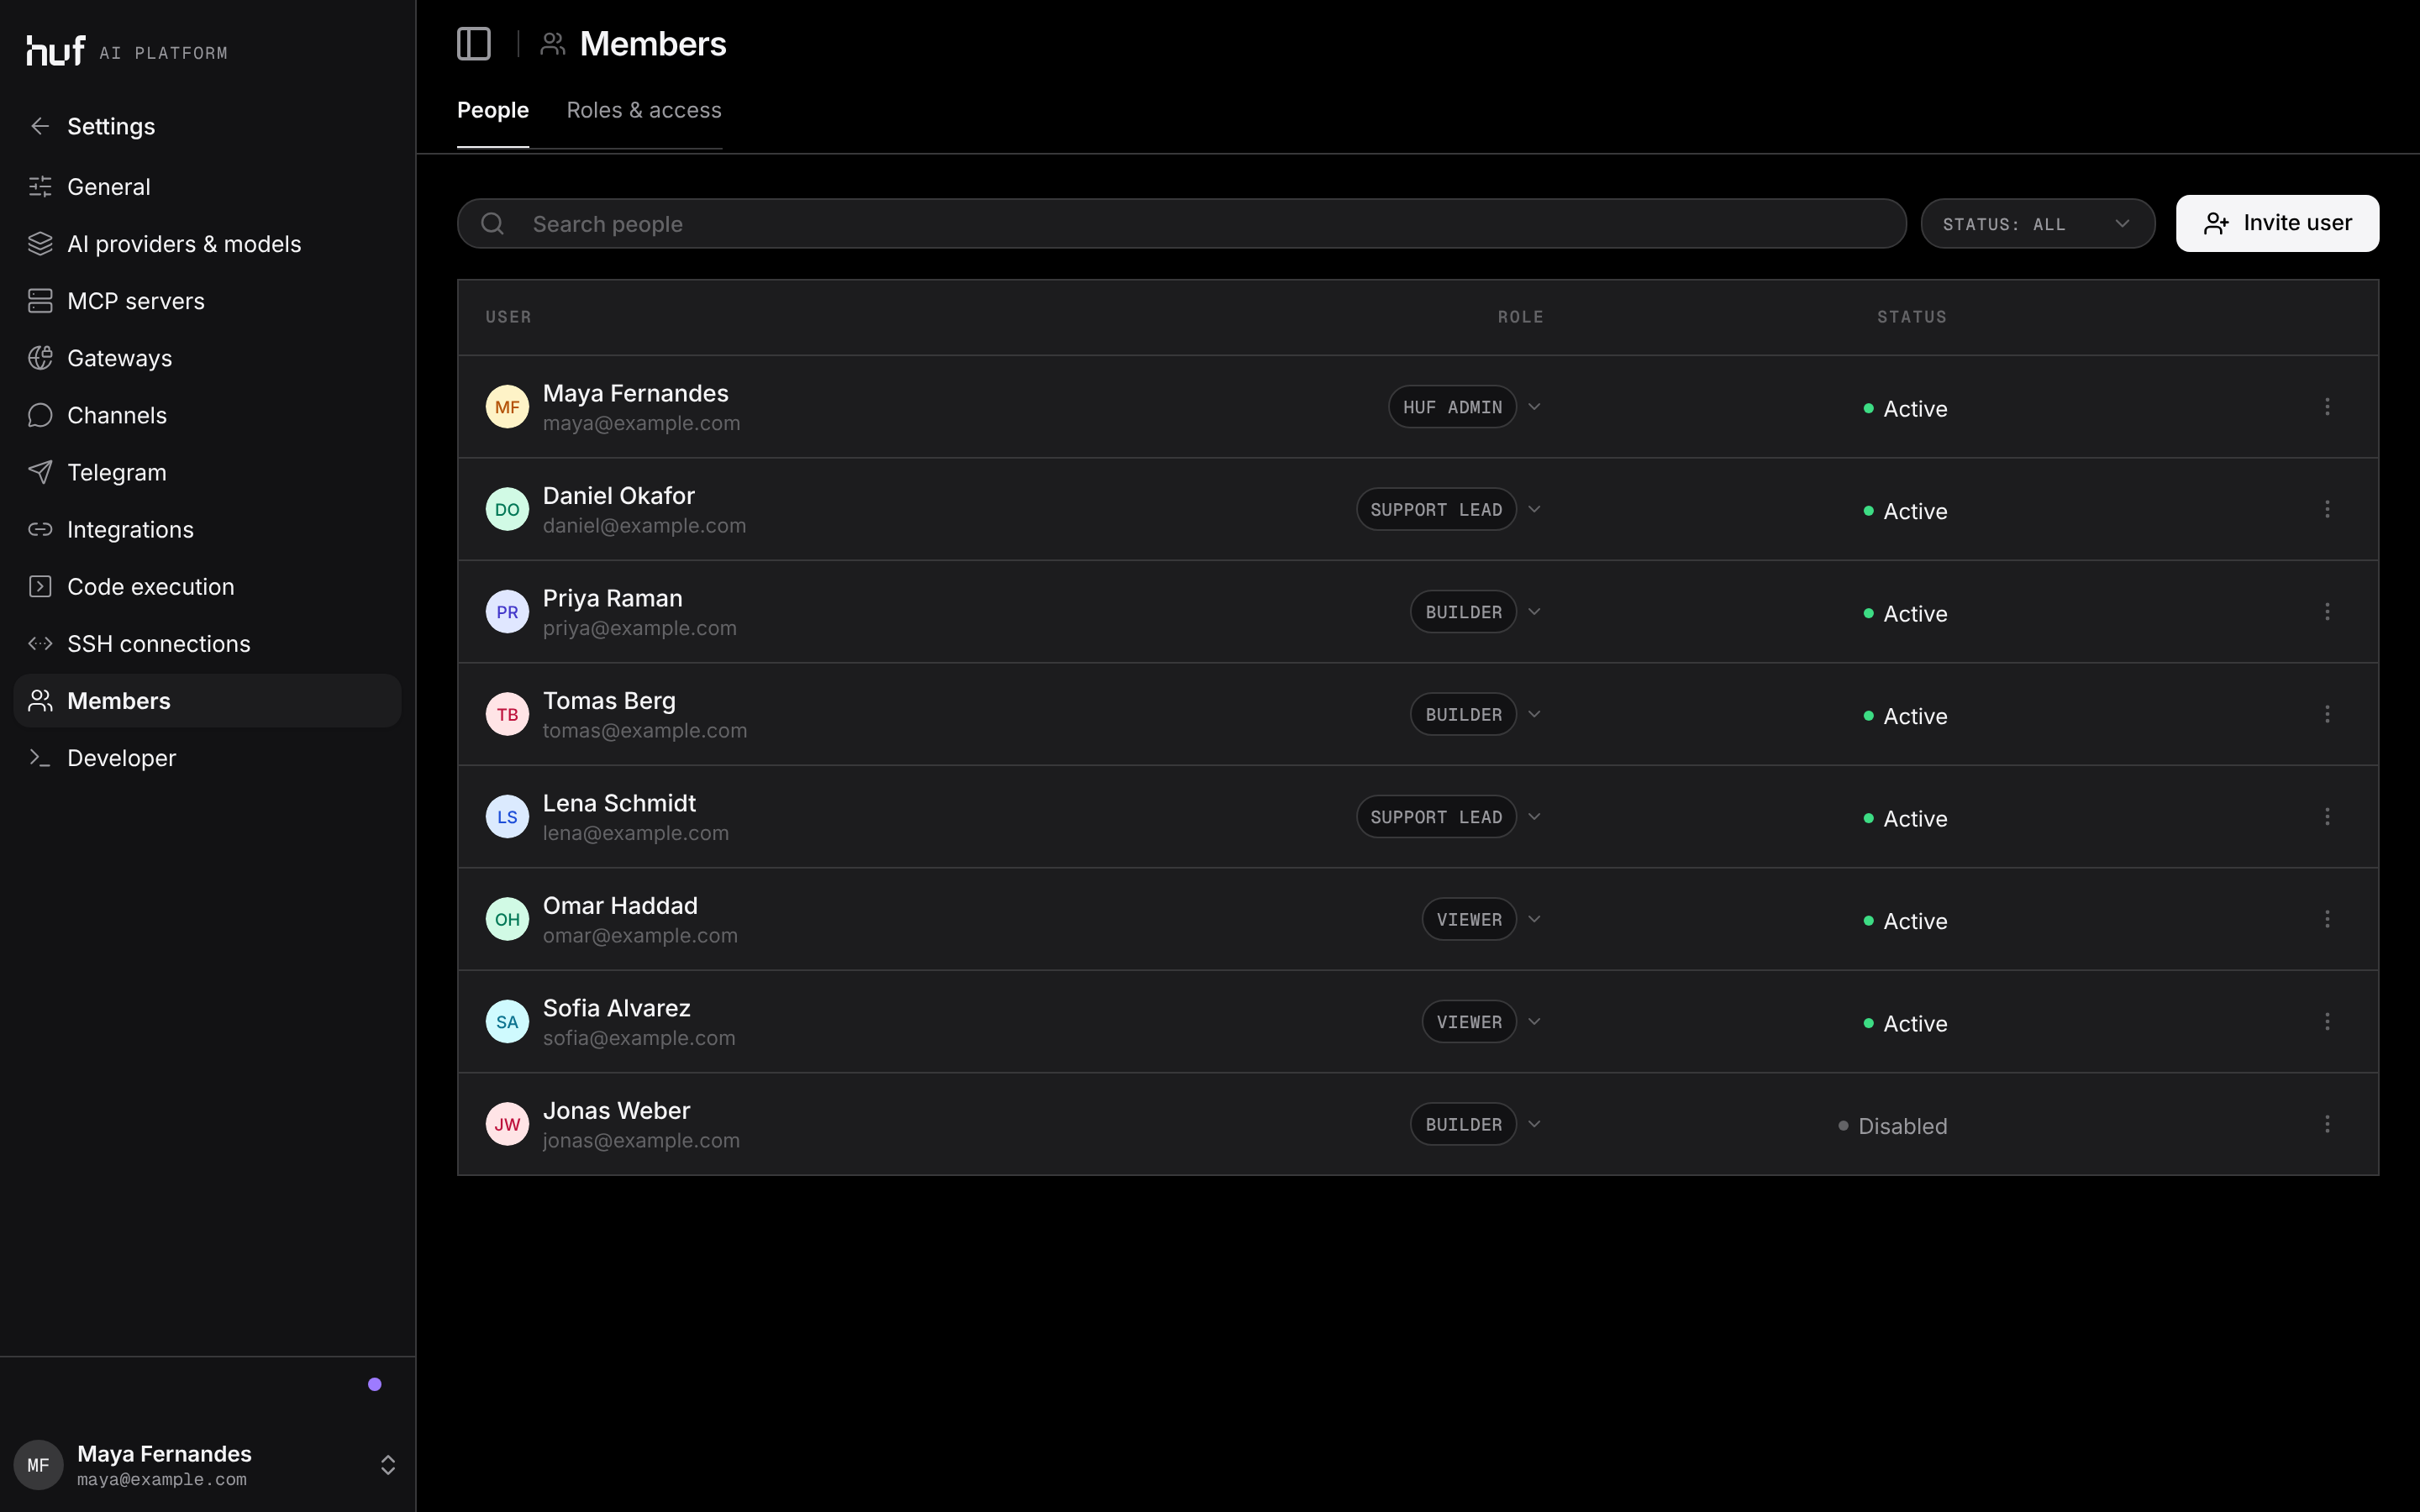 huf AI PLATFORM
Settings
General
AI providers & models
MCP servers
Gateways
Channels
Telegram
Integrations
Code execution
SSH connections
Members
Developer
MF
Maya Fernandes
maya@example.com
Members
People Roles & access
Search people
STATUS: ALL
Invite user
USER ROLE STATUS
MF Maya Fernandes HUF ADMIN Active
maya@example.com
DO Daniel Okafor SUPPORT LEAD Active
daniel@example.com
PR Priya Raman BUILDER Active
priya@example.com
TB Tomas Berg BUILDER Active
tomas@example.com
LS Lena Schmidt SUPPORT LEAD Active
lena@example.com
OH Omar Haddad VIEWER Active
omar@example.com
SA Sofia Alvarez VIEWER Active
sofia@example.com
JW Jonas Weber BUILDER Disabled
jonas@example.com